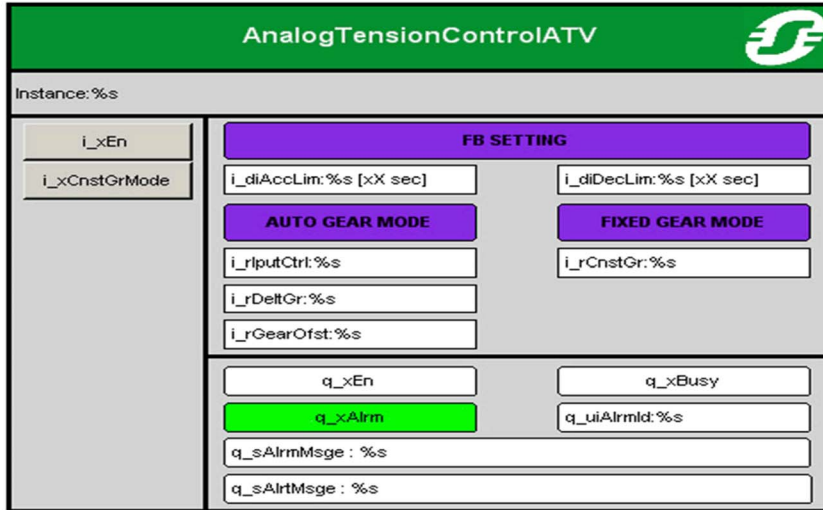 AnalogTensionControlATV
Instance:%s
i_xEn
i_xCnstGrMode
FB SETTING
i_diAccLim:%s [xX sec]
i_diDecLim:%s [xX sec]
AUTO GEAR MODE
FIXED GEAR MODE
i_rIputCtrl:%s
i_rCnstGr:%s
i_rDeltGr:%s
i_rGearOfst:%s
q_xEn
q_xBusy
q_xAlrm
q_uiAlrmId:%s
q_sAlrmMsge : %s
q_sAlrtMsge : %s